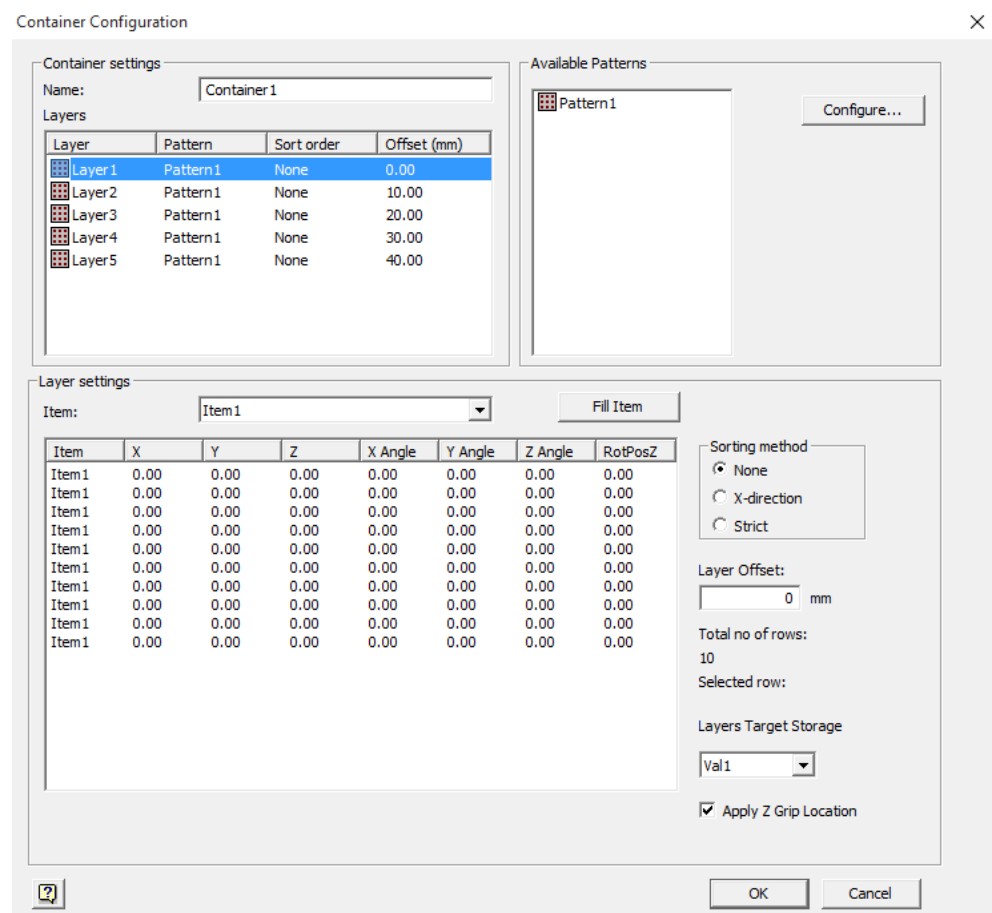 Container Configuration
Container settings
Name: Container1
Layers
Layer Pattern Sort order Offset (mm)
Layer1 Pattern1 None 0.00
Layer2 Pattern1 None 10.00
Layer3 Pattern1 None 20.00
Layer4 Pattern1 None 30.00
Layer5 Pattern1 None 40.00
Available Patterns
Pattern1
Configure...
Layer settings
Item: Item1 Fill Item
Item X Y Z X Angle Y Angle Z Angle RotPosZ
Item1 0.00 0.00 0.00 0.00 0.00 0.00 0.00
Item1 0.00 0.00 0.00 0.00 0.00 0.00 0.00
Item1 0.00 0.00 0.00 0.00 0.00 0.00 0.00
Item1 0.00 0.00 0.00 0.00 0.00 0.00 0.00
Item1 0.00 0.00 0.00 0.00 0.00 0.00 0.00
Item1 0.00 0.00 0.00 0.00 0.00 0.00 0.00
Item1 0.00 0.00 0.00 0.00 0.00 0.00 0.00
Item1 0.00 0.00 0.00 0.00 0.00 0.00 0.00
Item1 0.00 0.00 0.00 0.00 0.00 0.00 0.00
Item1 0.00 0.00 0.00 0.00 0.00 0.00 0.00
Sorting method
None
X-direction
Strict
Layer Offset:
0 mm
Total no of rows:
10
Selected row:
Layers Target Storage
Val1
Apply Z Grip Location
?
OK Cancel